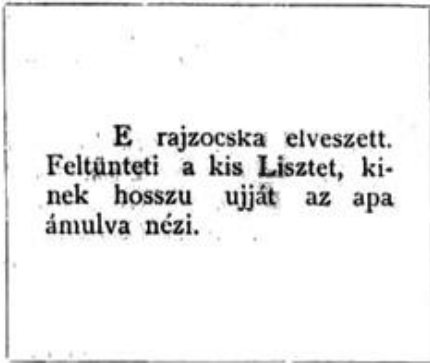 E rajzocska elveszett.
Feltünteti a kis Lisztet, ki-
nek hosszu ujját az apa
ámulva nézi.